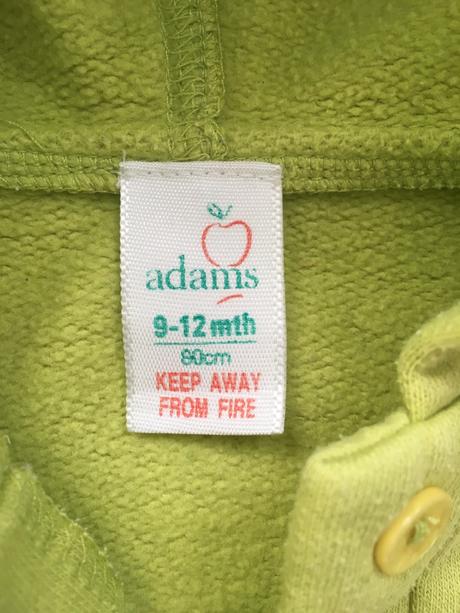 adams
9-12 mth
80cm
KEEP AWAY
FROM FIRE